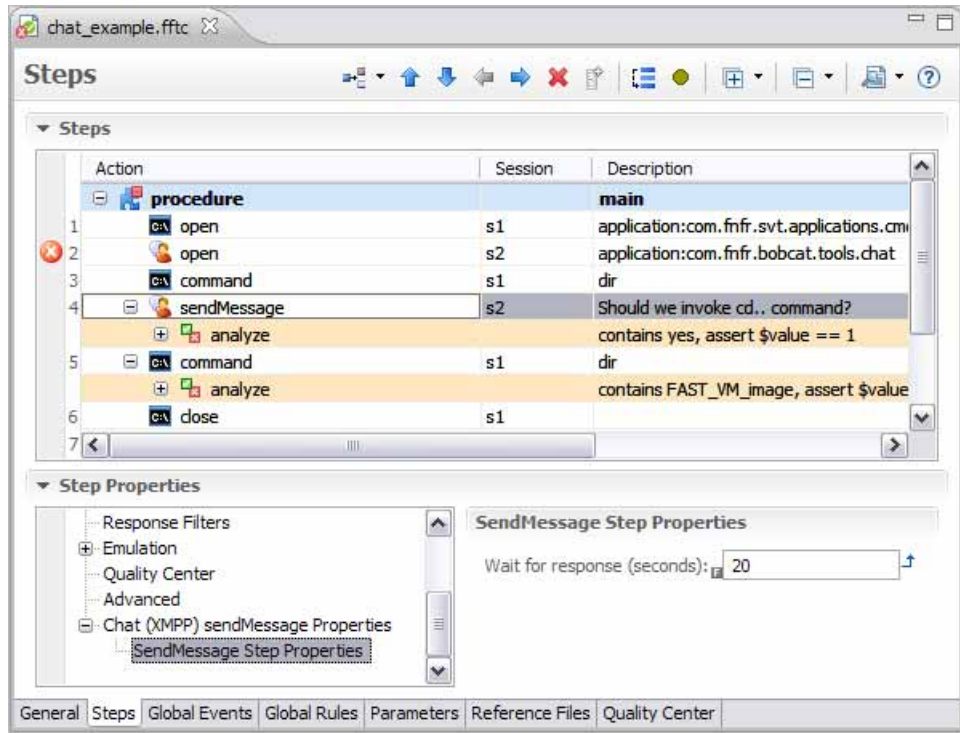 chat_example.fftc
Steps
Steps
Action Session Description
procedure main
1 open s1 application:com.fnfr.svt.applications.cm
2 open s2 application:com.fnfr.bobcat.tools.chat
3 command s1 dir
4 sendMessage s2 Should we invoke cd.. command?
analyze contains yes, assert $value == 1
5 command s1 dir
analyze contains FAST_VM_image, assert $value
6 close s1
7
Step Properties
Response Filters
Emulation
Quality Center
Advanced
Chat (XMPP) sendMessage Properties
SendMessage Step Properties
SendMessage Step Properties
Wait for response (seconds): F 20
General Steps Global Events Global Rules Parameters Reference Files Quality Center